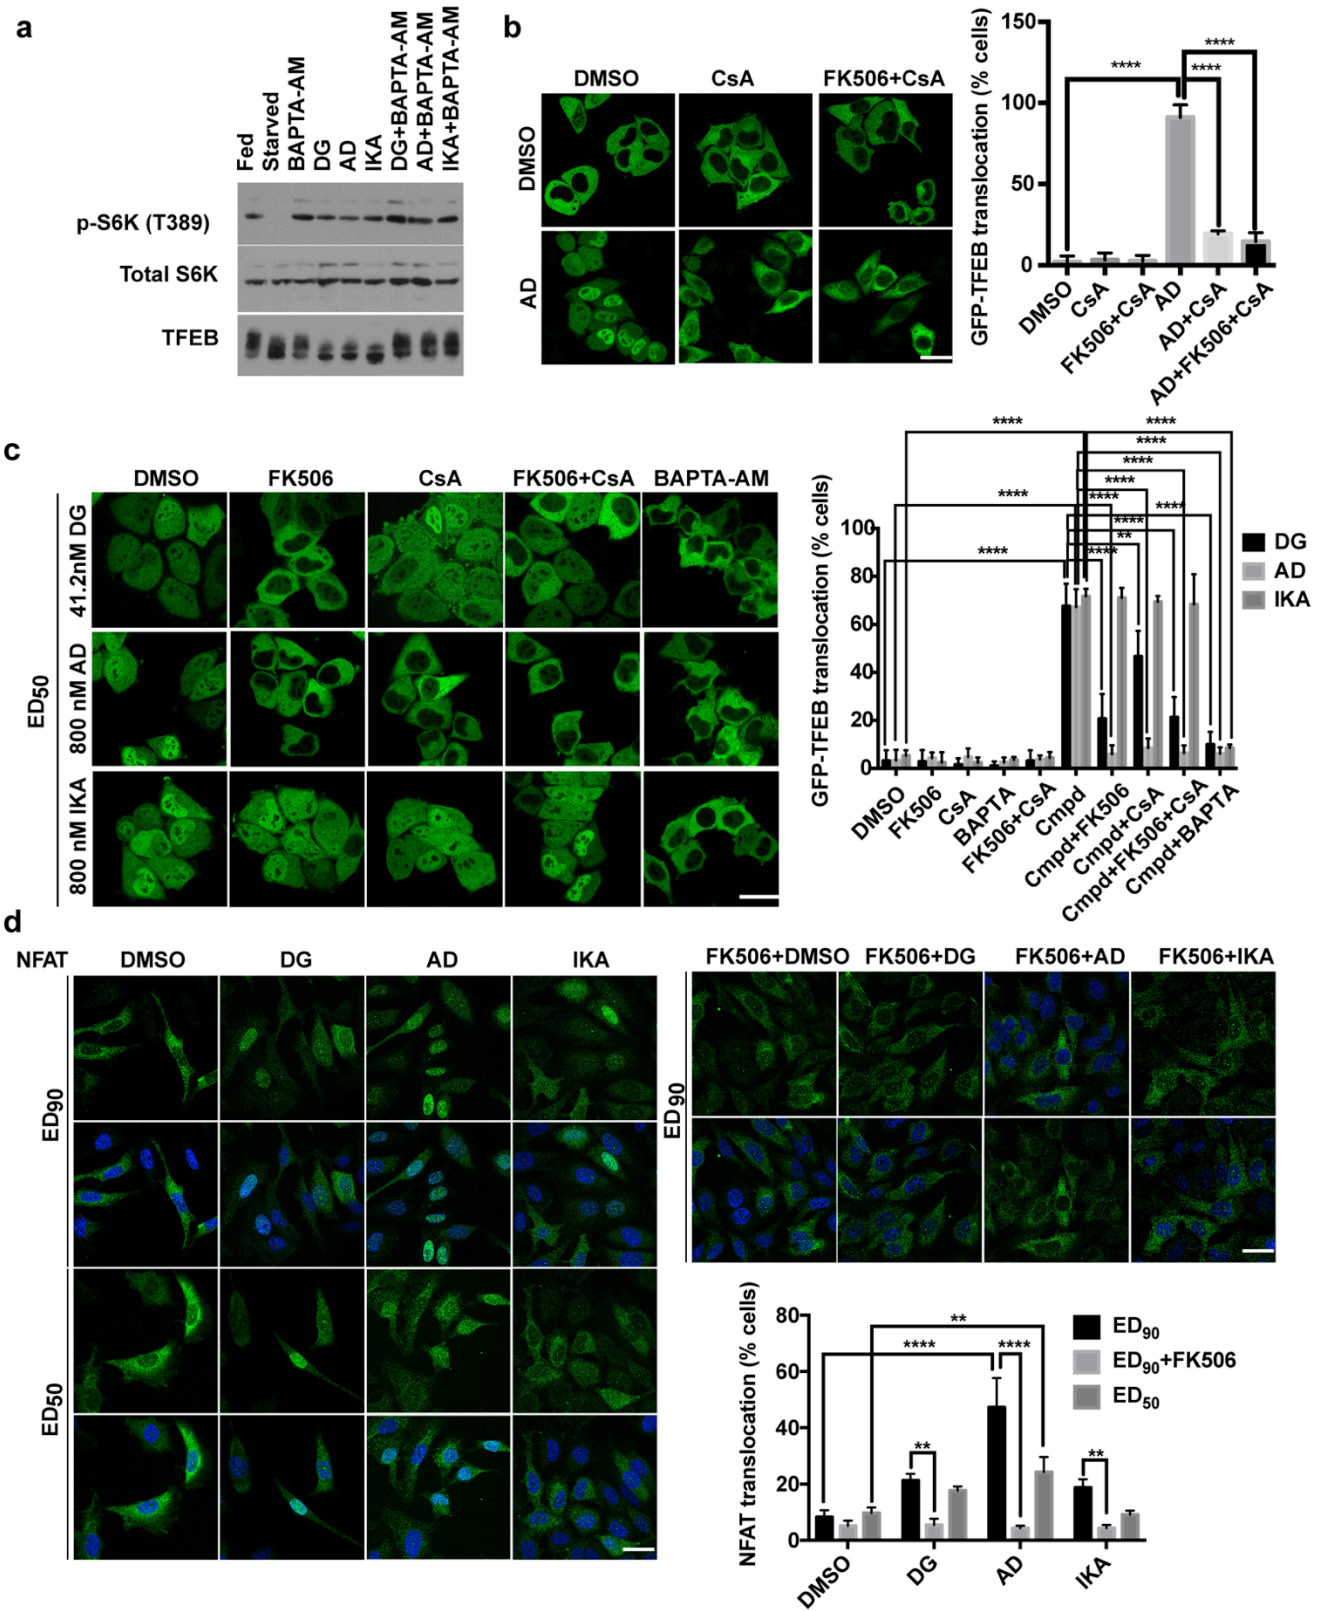 a
Fed
Starved
BAPTA-AM
DG
AD
IKA
DG+BAPTA-AM
AD+BAPTA-AM
IKA+BAPTA-AM
p-S6K (T389)
Total S6K
TFEB
b
DMSO CsA FK506+CsA
DMSO
AD
GFP-TFEB translocation (% cells)
150
100
50
0
****
****
****
DMSO
CsA
FK506+CsA
AD
AD+CsA
AD+FK506+CsA
c
DMSO FK506 CsA FK506+CsA BAPTA-AM
ED50
41.2nM DG
800 nM AD
800 nM IKA
GFP-TFEB translocation (% cells)
100
80
60
40
20
0
**** ****
****
****
****
**** **** ****
****
**
**** ****
DG
AD
IKA
DMSO
FK506
CsA
BAPTA
FK506+CsA
Cmpd
Cmpd+FK506
Cmpd+CsA
Cmpd+FK506+CsA
Cmpd+BAPTA
d
NFAT DMSO DG AD IKA
ED90
ED50
FK506+DMSO FK506+DG FK506+AD FK506+IKA
ED90
NFAT translocation (% cells)
80
60
40
20
0
**
**** ****
** **
ED90
ED90+FK506
ED50
DMSO
DG
AD
IKA